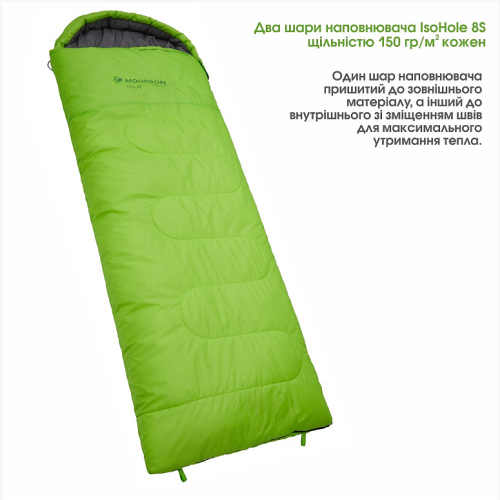 Два шари наповнювача IsoHole 8S
щільністю 150 гр/м² кожен
Один шар наповнювача
пришитий до зовнішнього
матеріалу, а інший до
внутрішнього зі зміщенням швів
для максимального
утримання тепла.
MOUSSON